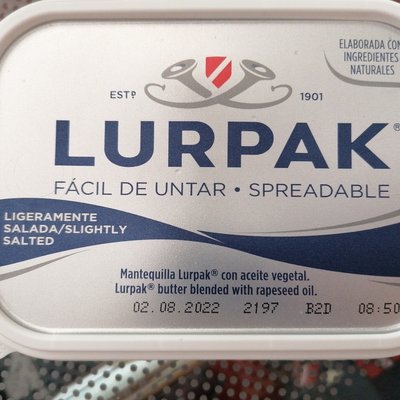 ELABORADA CON
INGREDIENTES
NATURALES
ESTD 1901
LURPAK®
FÁCIL DE UNTAR • SPREADABLE
LIGERAMENTE
SALADA/SLIGHTLY
SALTED
Mantequilla Lurpak® con aceite vegetal.
Lurpak® butter blended with rapeseed oil.
02.08.2022 2197 B2D 08:50